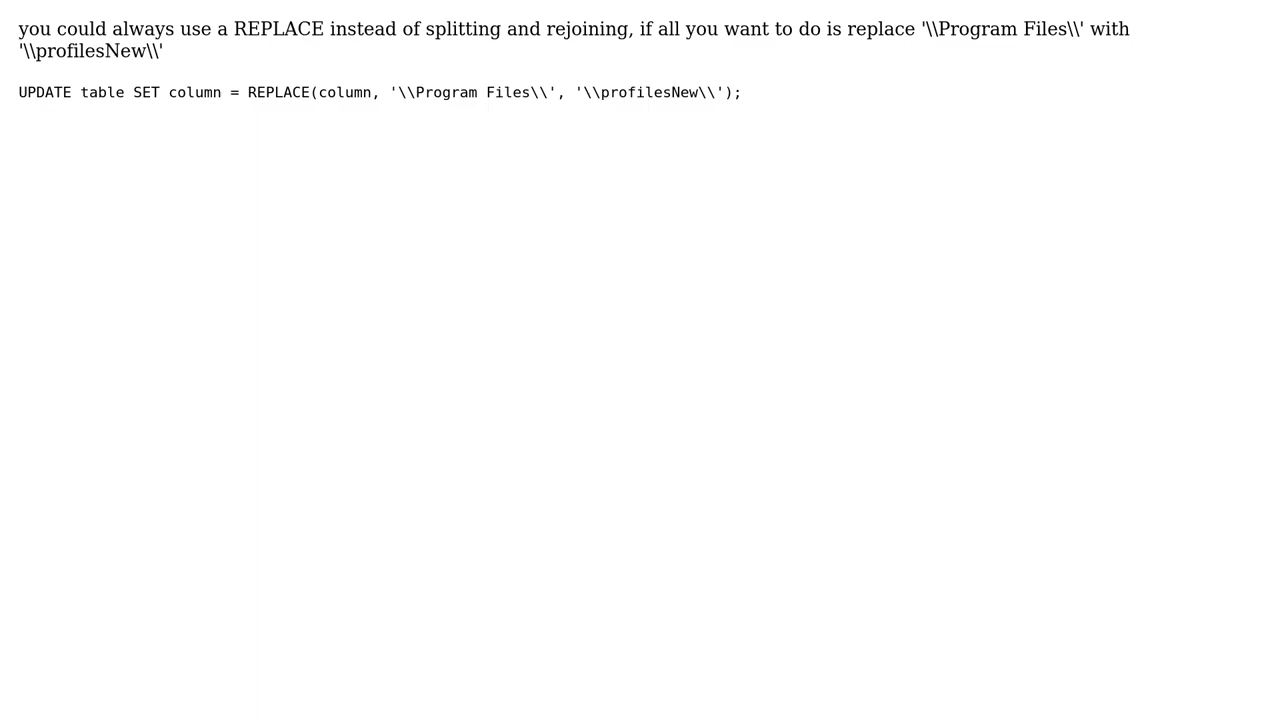 you could always use a REPLACE instead of splitting and rejoining, if all you want to do is replace '\\Program Files\\' with
'\\profilesNew\\'
UPDATE table SET column = REPLACE(column, '\\Program Files\\', '\\profilesNew\\');